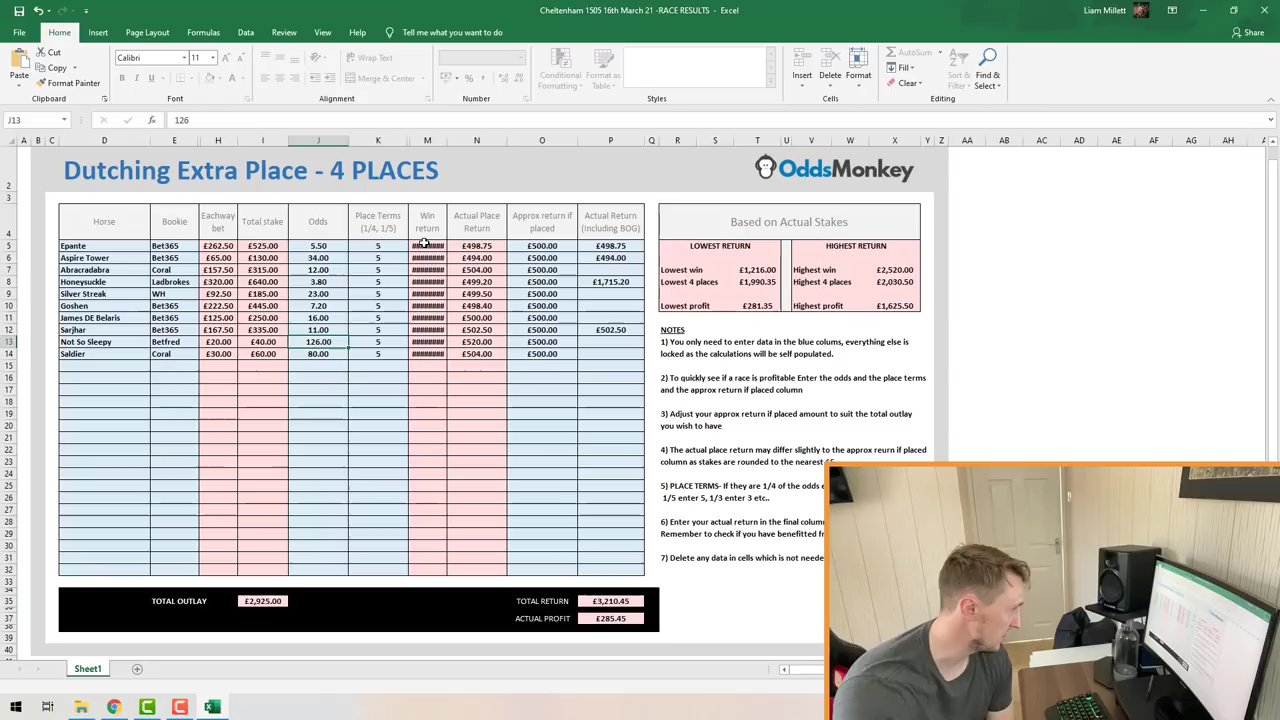 Cheltenham 1505 16th March 21 -RACE RESULTS - Excel
Liam Millett
File Home Insert Page Layout Formulas Data Review View Help Tell me what you want to do Share
Paste Cut Copy Format Painter Clipboard
Calibri 11 Font
Wrap Text Merge & Center Alignment
Number
Conditional Formatting Format as Table Styles
Insert Delete Format Cells
AutoSum Fill Clear Sort & Filter Find & Select Editing
J13 126
A B C D E H I J K M N O P Q R S T U V W X Y Z AA AB AC AD AE AF AG AH
Dutching Extra Place - 4 PLACES
OddsMonkey
Horse Bookie Eachway bet Total stake Odds Place Terms (1/4, 1/5) Win return Actual Place Return Approx return if placed Actual Return (Including BOG)
5 Epante Bet365 £262.50 £525.00 5.50 5 ######## £498.75 £500.00 £498.75
6 Aspire Tower Bet365 £65.00 £130.00 34.00 5 ######## £494.00 £500.00 £494.00
7 Abracadabra Coral £157.50 £315.00 12.00 5 ######## £504.00 £500.00
8 Honeysuckle Ladbrokes £320.00 £640.00 3.80 5 ######## £499.20 £500.00 £1,715.20
9 Silver Streak WH £92.50 £185.00 23.00 5 ######## £499.50 £500.00
10 Goshen Bet365 £222.50 £445.00 7.20 5 ######## £498.40 £500.00
11 James DE Belaris Bet365 £125.00 £250.00 16.00 5 ######## £500.00 £500.00
12 Sarjhar Bet365 £167.50 £335.00 11.00 5 ######## £502.50 £500.00 £502.50
13 Not So Sleepy Betfred £20.00 £40.00 126.00 5 ######## £520.00 £500.00
14 Saldier Coral £30.00 £60.00 80.00 5 ######## £504.00 £500.00
Based on Actual Stakes
LOWEST RETURN HIGHEST RETURN
Lowest win £1,216.00 Highest win £2,520.00
Lowest 4 places £1,990.35 Highest 4 places £2,030.50
Lowest profit £281.35 Highest profit £1,625.50
NOTES
1) You only need to enter data in the blue colums, everything else is
locked as the calculations will be self populated.
2) To quickly see if a race is profitable Enter the odds and the place terms
and the approx return if placed column
3) Adjust your approx return if placed amount to suit the total outlay
you wish to have
4) The actual place return may differ slightly to the approx reurn if placed
column as stakes are rounded to the nearest £5
5) PLACE TERMS- If they are 1/4 of the odds
1/5 enter 5, 1/3 enter 3 etc..
6) Enter your actual return in the final
Remember to check if you have benefitted
7) Delete any data in cells which is not
TOTAL OUTLAY £2,925.00 TOTAL RETURN £3,210.45
ACTUAL PROFIT £285.45
Sheet1